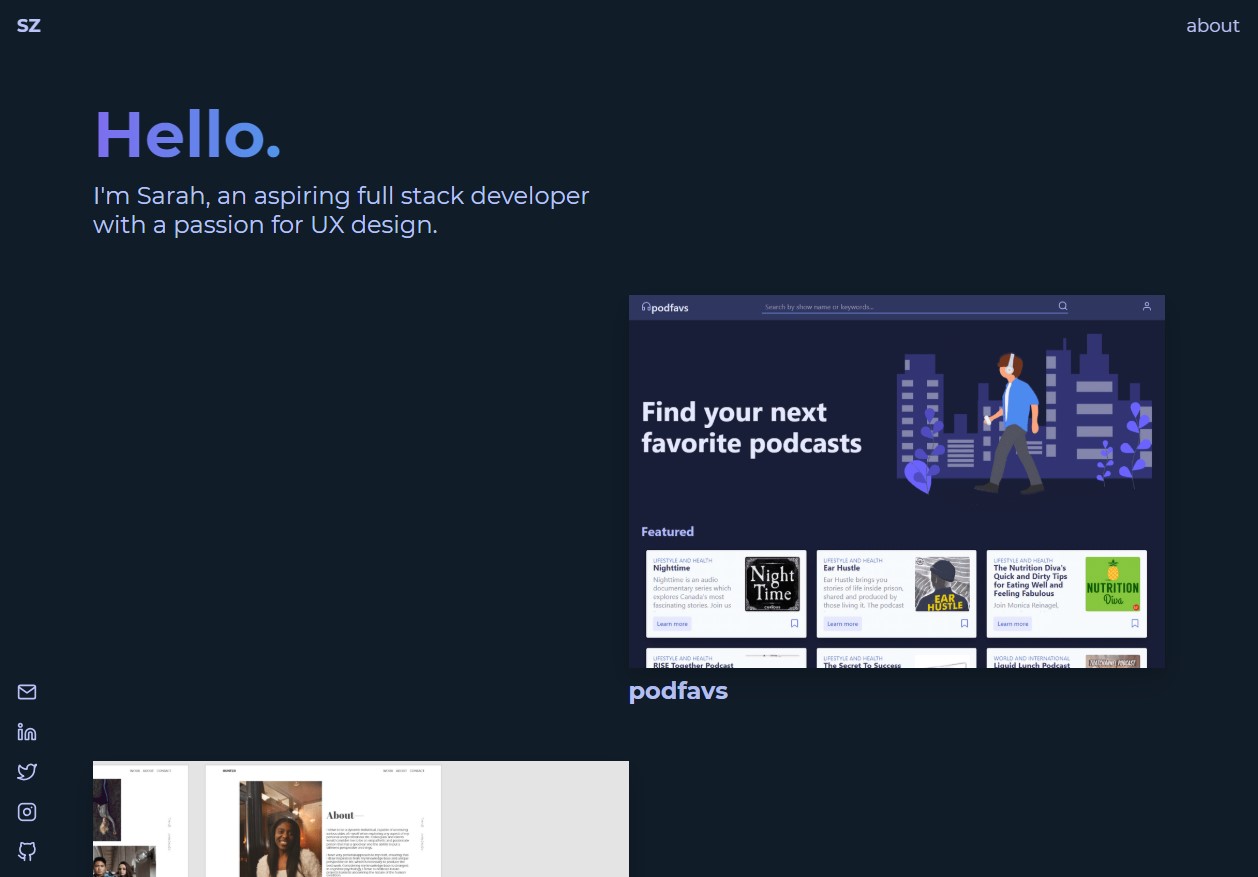 SZ
about
Hello.
I'm Sarah, an aspiring full stack developer
with a passion for UX design.
podfavs
Search by show name or keywords...
Find your next
favorite podcasts
Featured
LIFESTYLE AND HEALTH
Nighttime
Nighttime is an audio
documentary series which
explores Canada's most
fascinating stories. Join us
Learn more
Night
Time
LIFESTYLE AND HEALTH
Ear Hustle
Ear Hustle brings you
stories of life inside prison,
shared and produced by
those living it. The podcast
Learn more
EAR
HUSTLE
LIFESTYLE AND HEALTH
The Nutrition Diva's
Quick and Dirty Tips
for Eating Well and
Feeling Fabulous
Join Monica Reinagel,
Learn more
NUTRITION
Diva
LIFESTYLE AND HEALTH
RISE Together Podcast
LIFESTYLE AND HEALTH
The Secret To Success
WORLD AND INTERNATIONAL
Liquid Lunch Podcast
podfavs
WORK ABOUT CONTACT
WORK ABOUT CONTACT
About